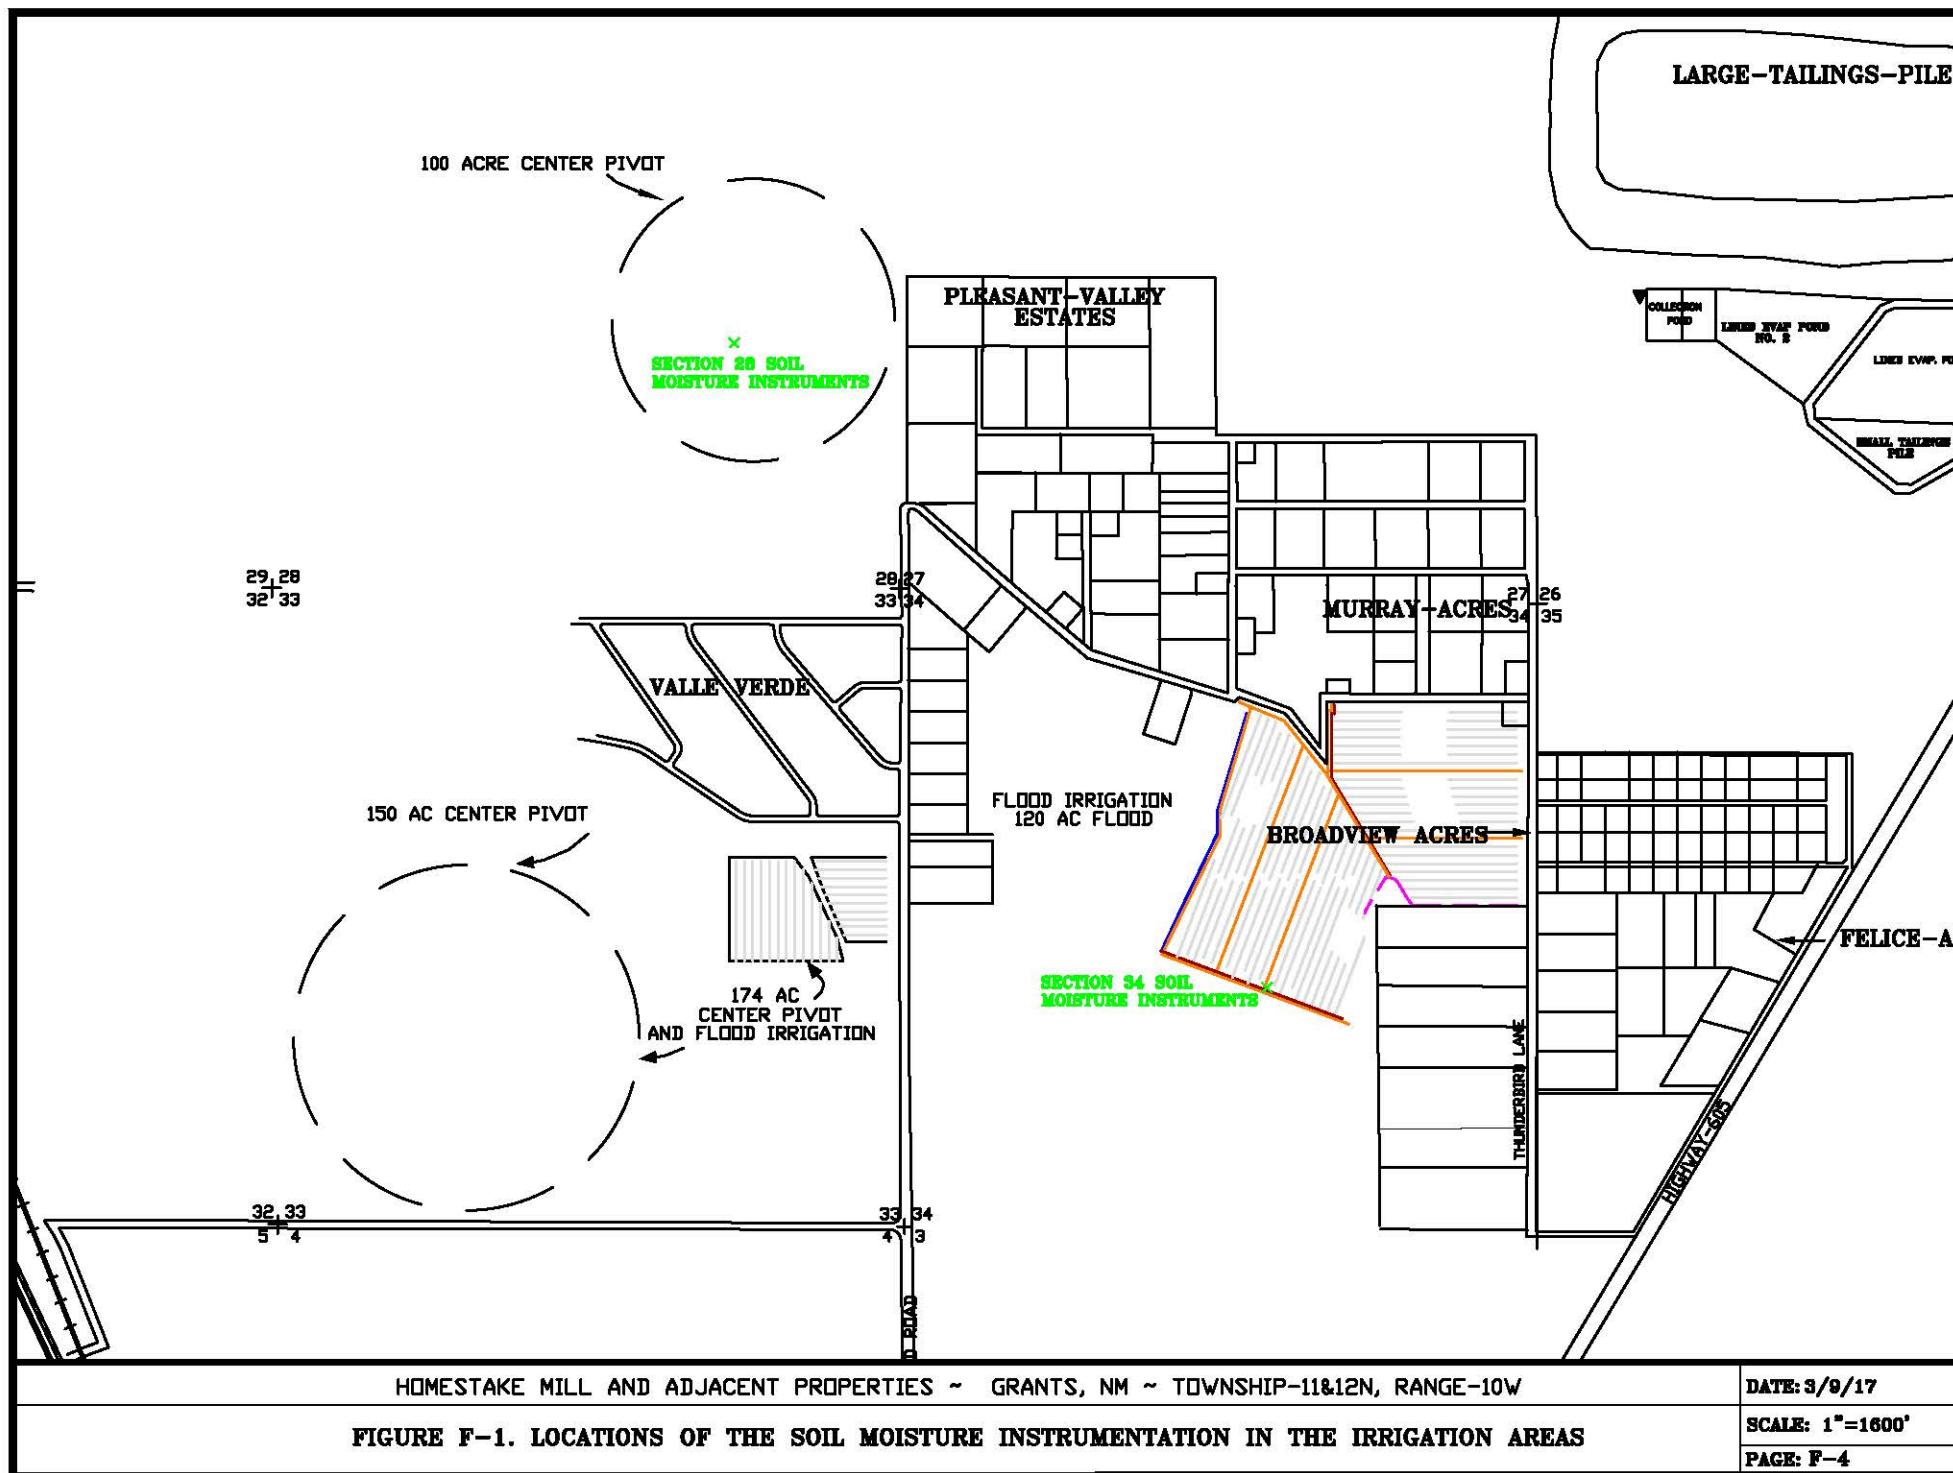 LARGE-TAILINGS-PILE
100 ACRE CENTER PIVOT
PLEASANT-VALLEY
ESTATES
COLLECTION
POND
LINED EVAP POND
NO. 2
LINED EVAP. PO
SECTION 28 SOIL
MOISTURE INSTRUMENTS
SMALL TAILINGS
PILE
29 28
32 33
28 27
33 34
MURRAY-ACRES
27 26
34 35
VALLE VERDE
150 AC CENTER PIVOT
FLOOD IRRIGATION
120 AC FLOOD
BROADVIEW ACRES
FELICE-A
174 AC
CENTER PIVOT
AND FLOOD IRRIGATION
SECTION 34 SOIL
MOISTURE INSTRUMENTS
THUNDERBIRD LANE
HIGHWAY-605
32 33
5 4
33 34
4 3
ROAD
HOMESTAKE MILL AND ADJACENT PROPERTIES ~ GRANTS, NM ~ TOWNSHIP-11&12N, RANGE-10W
DATE: 3/9/17
FIGURE F-1. LOCATIONS OF THE SOIL MOISTURE INSTRUMENTATION IN THE IRRIGATION AREAS
SCALE: 1"=1600'
PAGE: F-4